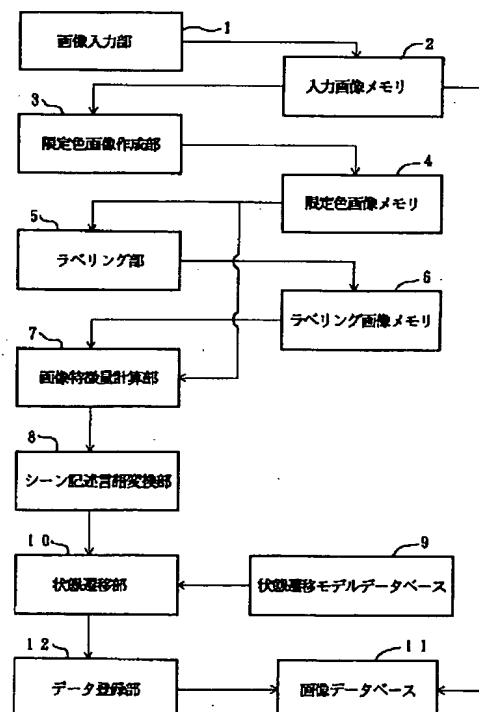 1
画像入力部
2
入力画像メモリ
3
限定色画像作成部
4
限定色画像メモリ
5
ラベリング部
6
ラベリング画像メモリ
7
画像特徴量計算部
8
シーン記述言語変換部
10
状態遷移部
9
状態遷移モデルデータベース
12
データ登録部
11
画像データベース